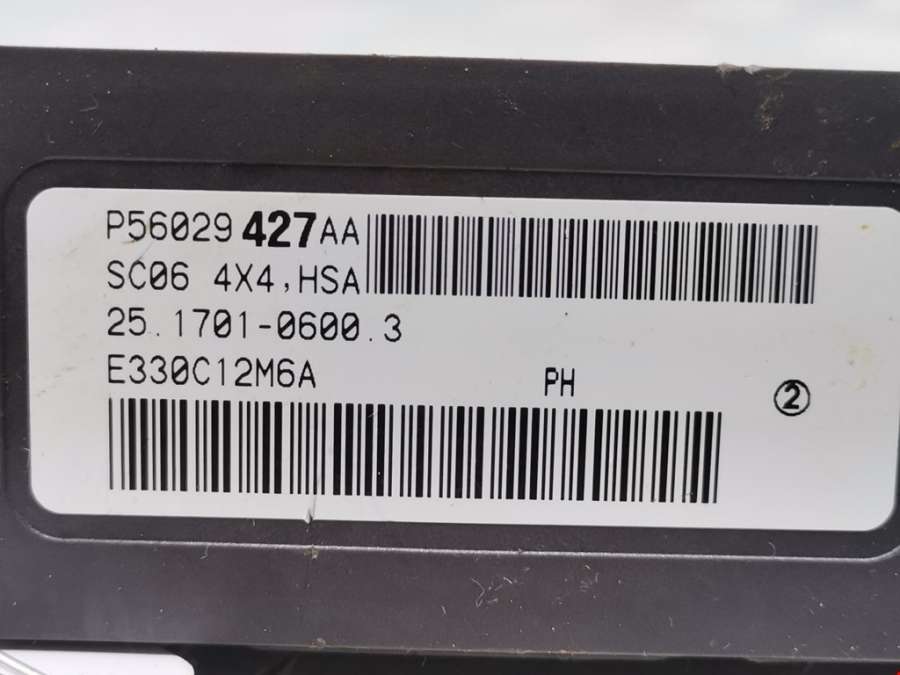 P56029427AA
SC06 4X4,HSA
25.1701-0600.3
E330C12M6A PH
2